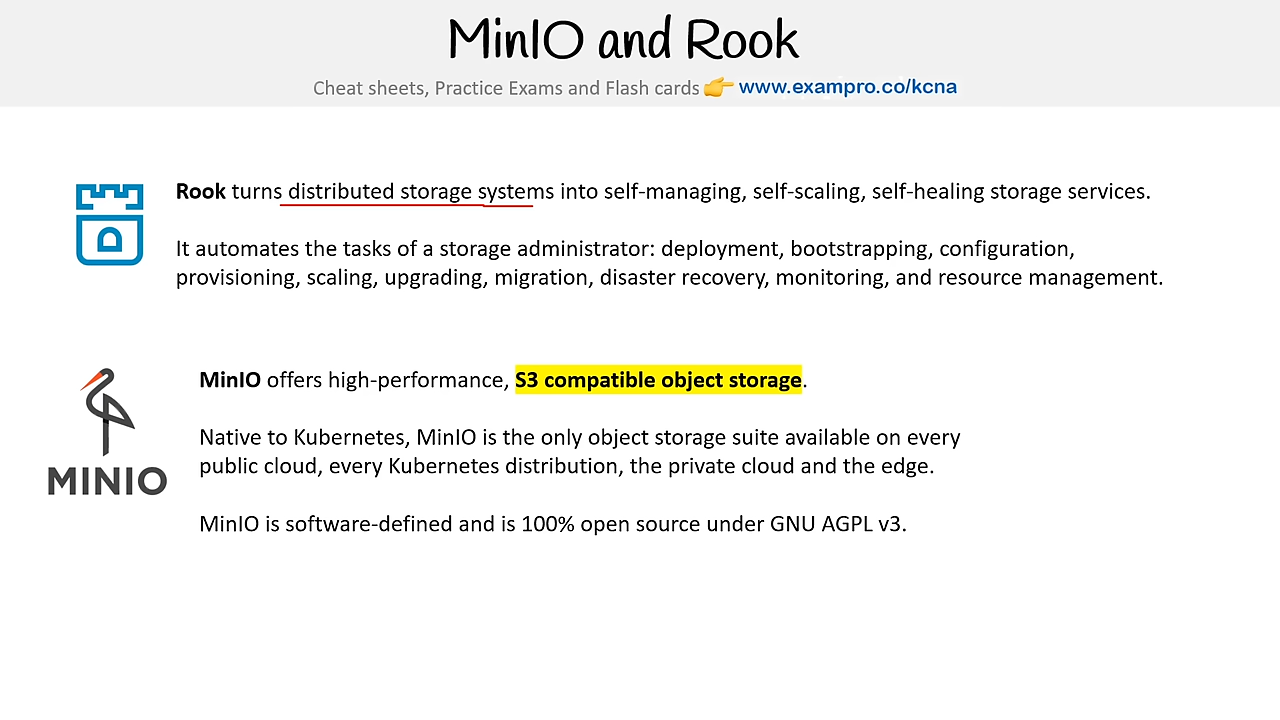 MinIO and Rook
Cheat sheets, Practice Exams and Flash cards 👉 www.exampro.co/kcna
Rook turns distributed storage systems into self-managing, self-scaling, self-healing storage services.
It automates the tasks of a storage administrator: deployment, bootstrapping, configuration,
provisioning, scaling, upgrading, migration, disaster recovery, monitoring, and resource management.
MinIO offers high-performance, S3 compatible object storage.
Native to Kubernetes, MinIO is the only object storage suite available on every
public cloud, every Kubernetes distribution, the private cloud and the edge.
MINIO
MinIO is software-defined and is 100% open source under GNU AGPL v3.